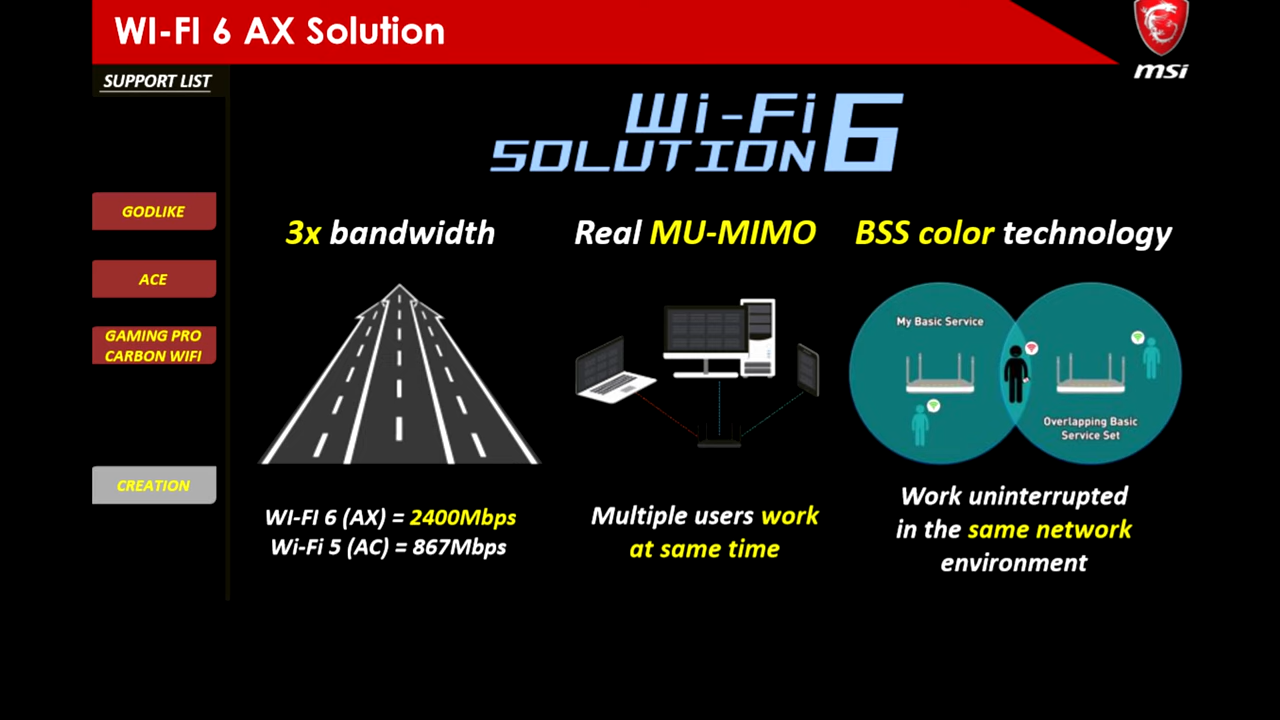 WI-FI 6 AX Solution
msi
SUPPORT LIST
GODLIKE
ACE
GAMING PRO
CARBON WIFI
CREATION
Wi-Fi
SOLUTION 6
3x bandwidth
WI-FI 6 (AX) = 2400Mbps
Wi-Fi 5 (AC) = 867Mbps
Real MU-MIMO
Multiple users work
at same time
BSS color technology
My Basic Service
Overlapping Basic
Service Set
Work uninterrupted
in the same network
environment